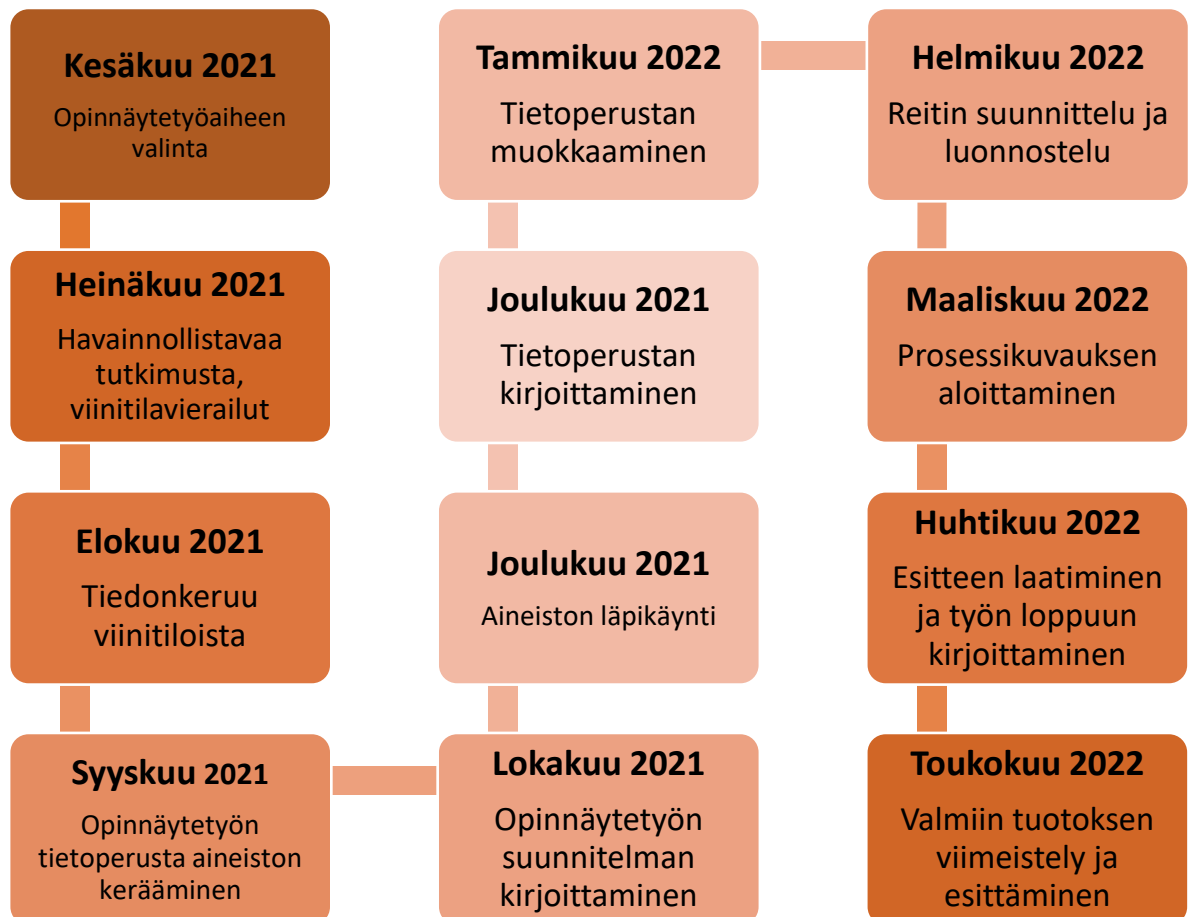 Kesäkuu 2021
Opinnäytetyöaiheen
valinta
Heinäkuu 2021
Havainnollistavaa
tutkimusta,
viinitilavierailut
Elokuu 2021
Tiedonkeruu
viinitiloista
Syyskuu 2021
Opinnäytetyön
tietoperusta aineiston
kerääminen
Lokakuu 2021
Opinnäytetyön
suunnitelman
kirjoittaminen
Joulukuu 2021
Aineiston läpikäynti
Joulukuu 2021
Tietoperustan
kirjoittaminen
Tammikuu 2022
Tietoperustan
muokkaaminen
Helmikuu 2022
Reitin suunnittelu ja
luonnostelu
Maaliskuu 2022
Prosessikuvauksen
aloittaminen
Huhtikuu 2022
Esitteen laatiminen
ja työn loppuun
kirjoittaminen
Toukokuu 2022
Valmiin tuotoksen
viimeistely ja
esittäminen